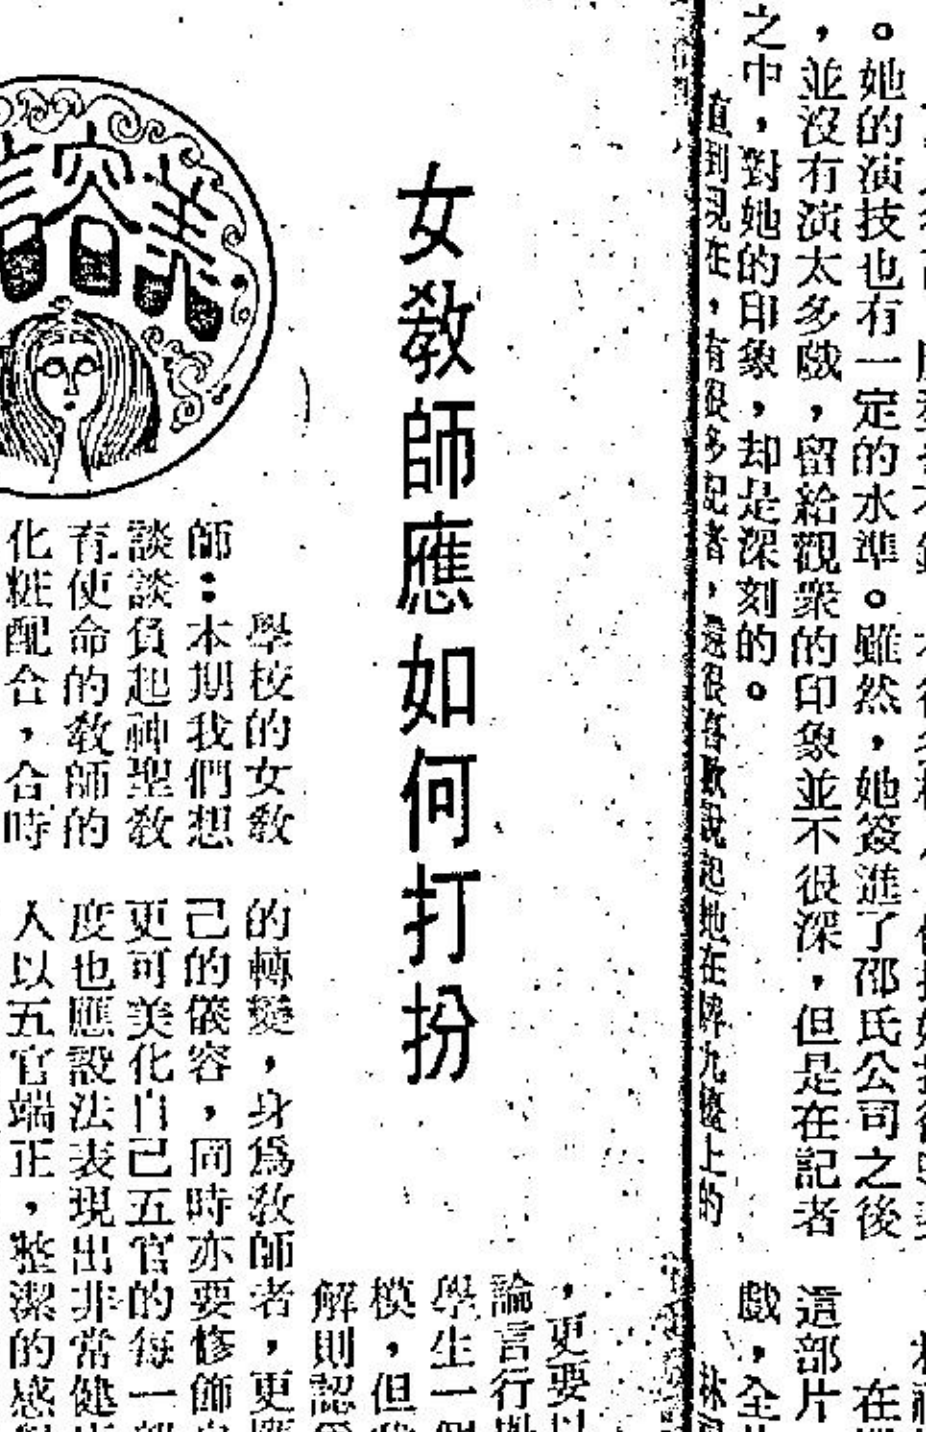 。她的演技也有一定的水準。雖然,她簽進了邵氏公司之後
,並沒有演太多戲,留給觀衆的印象並不很深,但是在記者
之中,對她的印象,却是深刻的。
直到現在,有很多記者,還很喜歡說起她在牌九檯上的
在
這部片
戲,全
林
女教師應如何打扮
美容
學校的女教
師:本期我們想
談談負起神聖教
育使命的教師的
化粧配合,合時
的轉變,身爲教師者,更應
己的儀容,同時亦要修飾
更可美化自己五官的每一部
度也應設法表現出非常健
人以五官端正,整潔的感
,更要以
論言行
學生一個
模,但
解則認爲